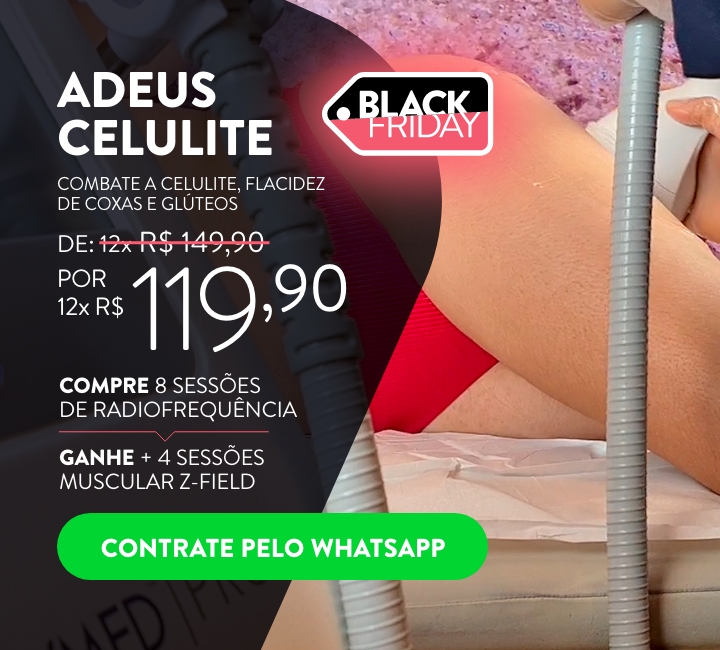 ADEUS
CELULITE
BLACK
FRIDAY
COMBATE A CELULITE, FLACIDEZ
DE COXAS E GLÚTEOS
DE: 12x R$ 149,90
POR
12x R$ 119,90
COMPRE 8 SESSÕES
DE RADIOFREQUÊNCIA
GANHE + 4 SESSÕES
MUSCULAR Z-FIELD
CONTRATE PELO WHATSAPP